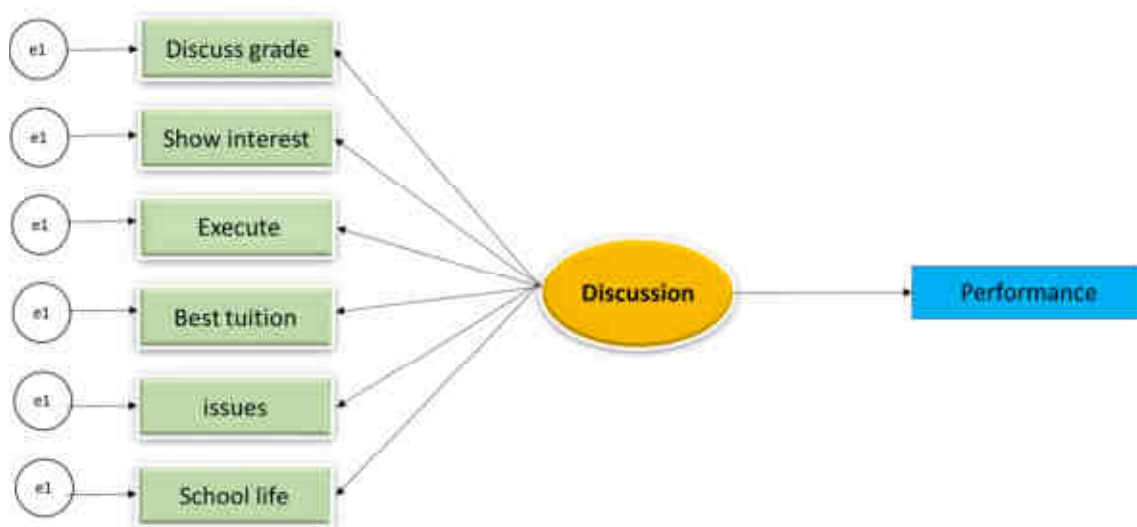 e1
Discuss grade
e1
Show interest
e1
Execute
e1
Best tuition
Discussion
Performance
e1
issues
e1
School life